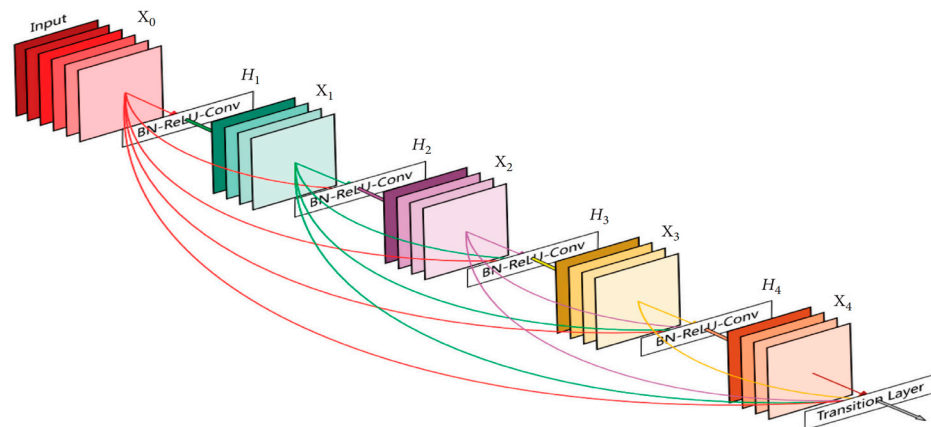 Input
X0
H1
BN-ReLU-Conv
X1
H2
BN-ReLU-Conv
X2
H3
BN-ReLU-Conv
X3
H4
BN-ReLU-Conv
X4
Transition Layer